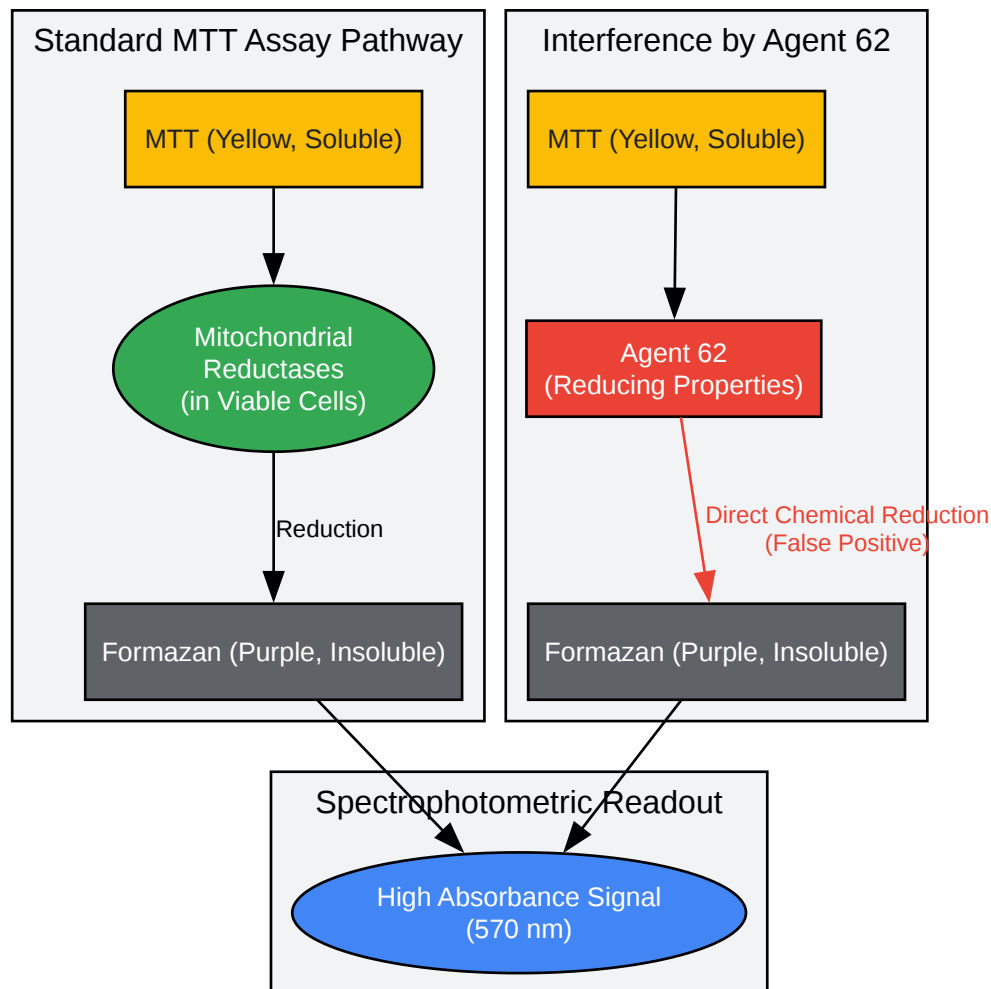 Standard MTT Assay Pathway
MTT (Yellow, Soluble)
Mitochondrial
Reductases
(in Viable Cells)
Reduction
Formazan (Purple, Insoluble)
Interference by Agent 62
MTT (Yellow, Soluble)
Agent 62
(Reducing Properties)
Direct Chemical Reduction
(False Positive)
Formazan (Purple, Insoluble)
Spectrophotometric Readout
High Absorbance Signal
(570 nm)